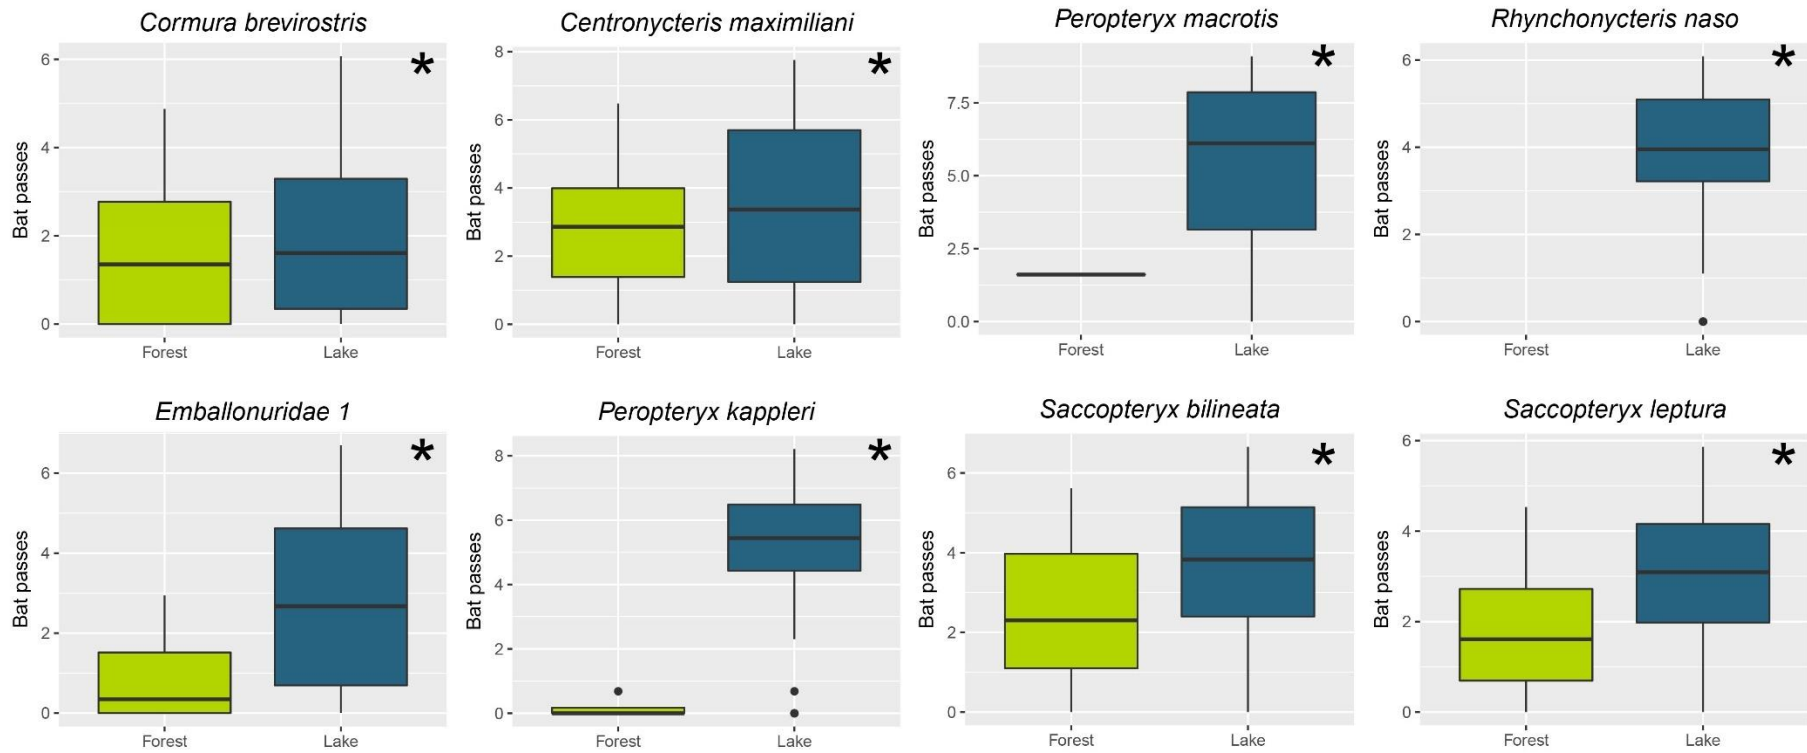 Cormura brevirostris
*
Bat passes
6
4
2
0
Forest Lake
Centronycteris maximiliani
*
Bat passes
8
6
4
2
0
Forest Lake
Peropteryx macrotis
*
Bat passes
7.5
5.0
2.5
0.0
Forest Lake
Rhynchonycteris naso
*
Bat passes
6
4
2
0
Forest Lake
Emballonuridae 1
*
Bat passes
6
4
2
0
Forest Lake
Peropteryx kappleri
*
Bat passes
8
6
4
2
0
Forest Lake
Saccopteryx bilineata
*
Bat passes
6
4
2
0
Forest Lake
Saccopteryx leptura
*
Bat passes
6
4
2
0
Forest Lake